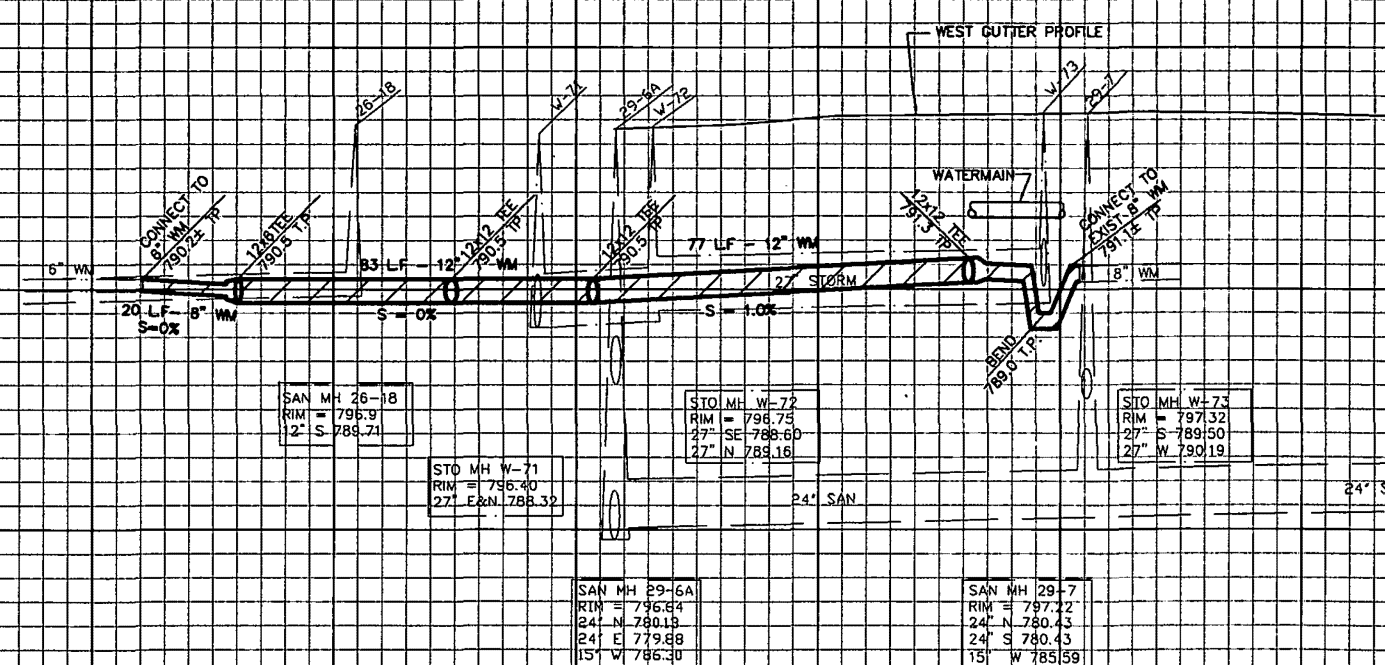 WEST GUTTER PROFILE
26-18
W-71
29-6A
W-72
W-73
29-7
WATERMAIN
CONNECT TO
6" WM
790.2± TP
12x8 TEE
790.5 T.P.
12x12 TEE
790.5 TP
12x12 TEE
790.5 TP
12x12 TEE
791.3 TP
CONNECT TO
EXIST 8" WM
791.1± TP
6" WM
83 LF - 12" WM
77 LF - 12" WM
27" STORM
8" WM
20 LF- 8" WM
S=0%
S = 0%
S = 1.0%
BEND
789.0 T.P.
SAN MH 26-18
RIM = 796.9
12" S 789.71
STO MH W-71
RIM = 796.40
27" E&N 788.32
STO MH W-72
RIM = 796.75
27" SE 788.60
27" N 789.16
STO MH W-73
RIM = 797.32
27" S 789.50
27" W 790.19
24" SAN
24" S
SAN MH 29-6A
RIM = 796.64
24" N 780.13
24" E 779.88
15" W 786.30
SAN MH 29-7
RIM = 797.22
24" N 780.43
24" S 780.43
15" W 785.59